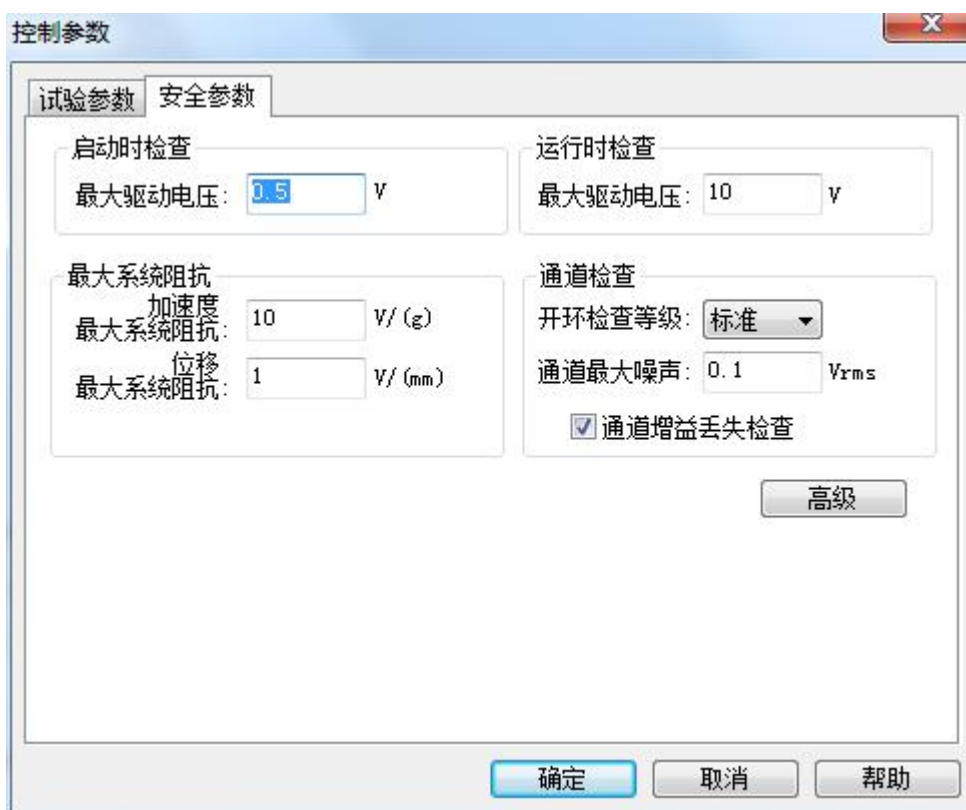 控制参数
试验参数 安全参数
启动时检查
最大驱动电压: 0.5 V
运行时检查
最大驱动电压: 10 V
最大系统阻抗
加速度
最大系统阻抗: 10 V/(g)
位移
最大系统阻抗: 1 V/(mm)
通道检查
开环检查等级: 标准
通道最大噪声: 0.1 Vrms
通道增益丢失检查
高级
确定 取消 帮助